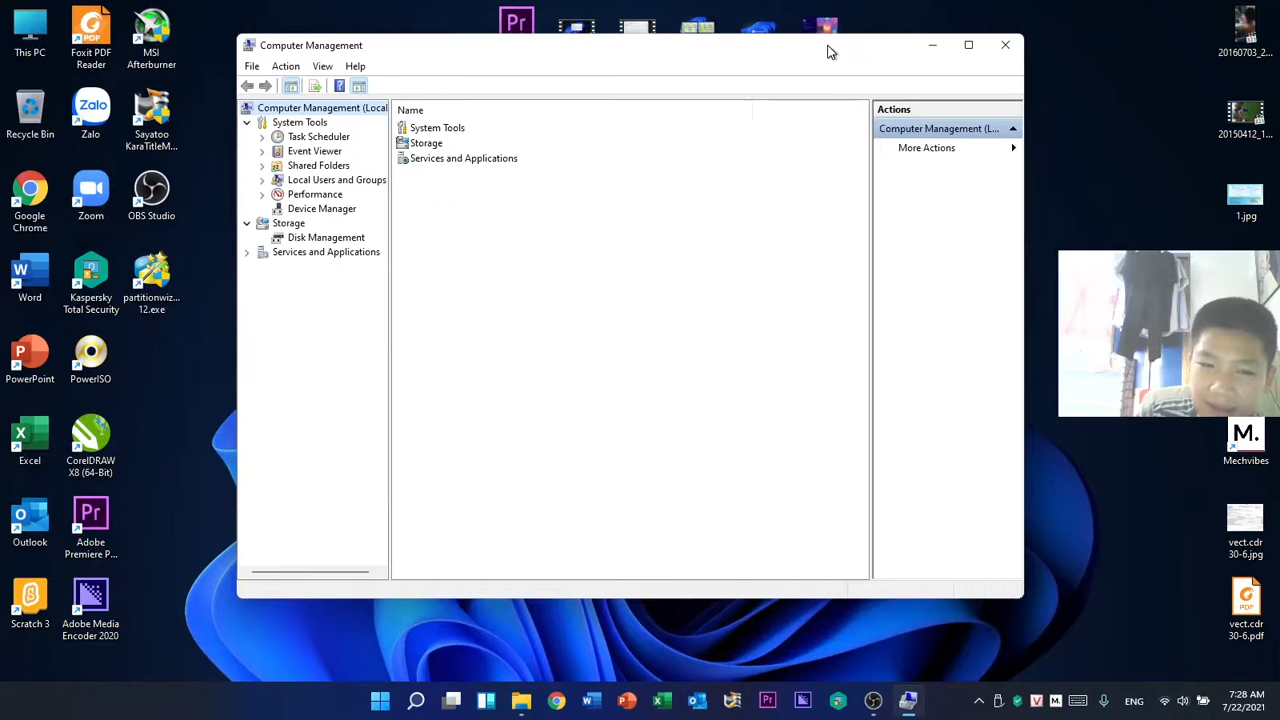 This PC
Foxit PDF
Reader
MSI
Afterburner
Recycle Bin
Zalo
Sayatoo
KaraTitleM...
Google
Chrome
Zoom
OBS Studio
Word
Kaspersky
Total Security
partitionwiz...
12.exe
PowerPoint
PowerISO
Excel
CorelDRAW
X8 (64-Bit)
Outlook
Adobe
Premiere P...
Scratch 3
Adobe Media
Encoder 2020
Computer Management
File Action View Help
Computer Management (Local
System Tools
Task Scheduler
Event Viewer
Shared Folders
Local Users and Groups
Performance
Device Manager
Storage
Disk Management
Services and Applications
Name
System Tools
Storage
Services and Applications
Actions
Computer Management (L...
More Actions
20160703_2...
20150412_1...
1.jpg
M.
Mechvibes
vect.cdr
30-6.jpg
PDF
vect.cdr
30-6.pdf
ENG
7:28 AM
7/22/2021